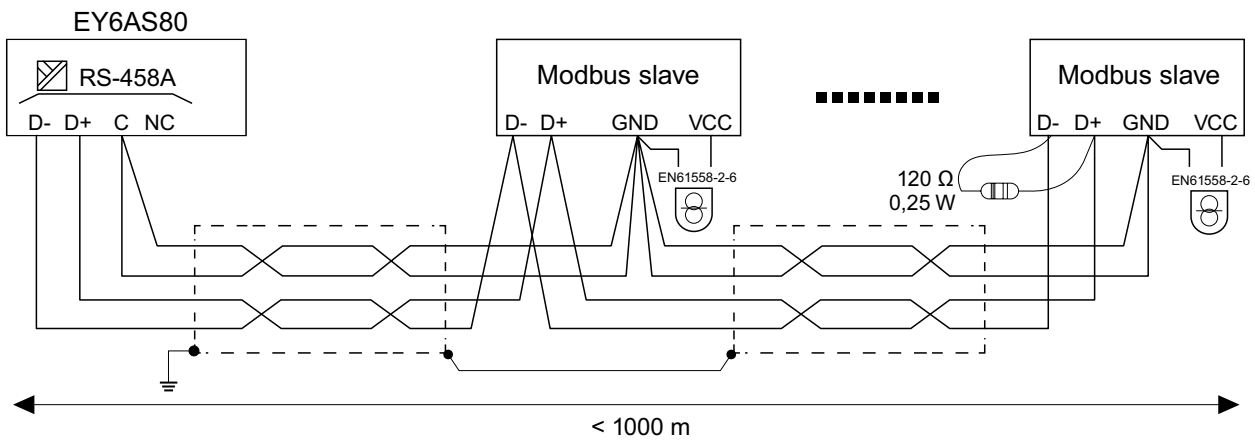 EY6AS80
RS-458A
D- D+ C NC
Modbus slave
D- D+ GND VCC
EN61558-2-6
Modbus slave
D- D+ GND VCC
120 Ω
0,25 W
EN61558-2-6
< 1000 m